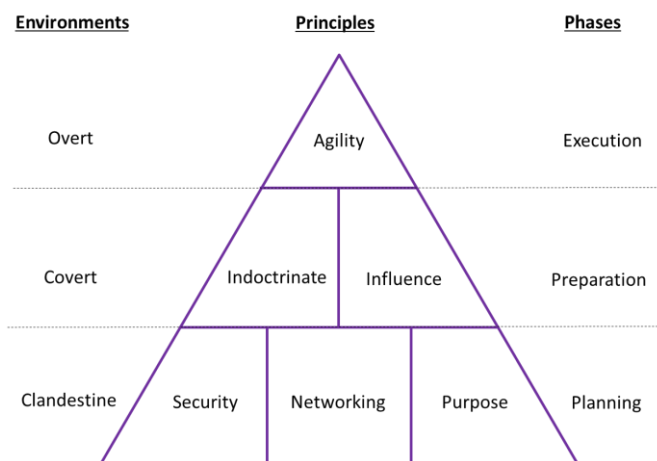 Environments Principles Phases
Overt Agility Execution
Covert Indoctrinate Influence Preparation
Clandestine Security Networking Purpose Planning